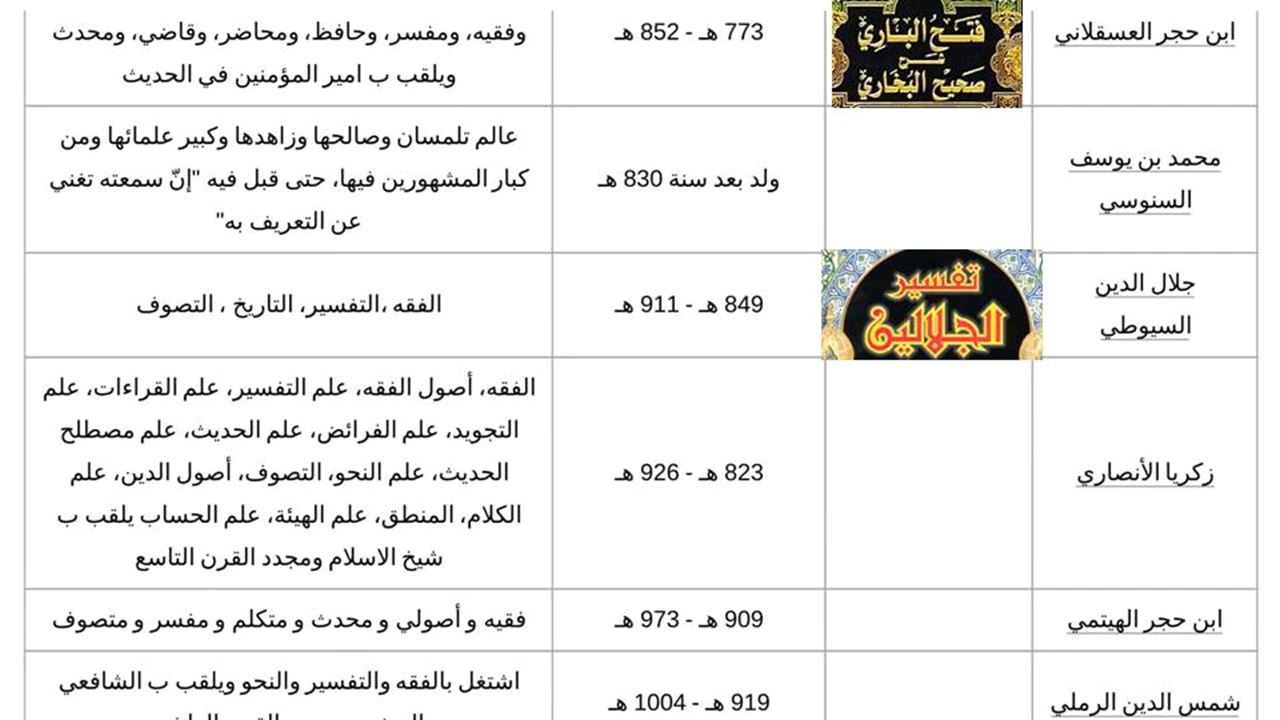 ابن حجر العسقلاني
فتح الباري
شرح
صحيح البخاري
773 هـ - 852 هـ
وفقيه، ومفسر، وحافظ، ومحاضر، وقاضي، ومحدث
ويلقب ب امير المؤمنين في الحديث
محمد بن يوسف
السنوسي
ولد بعد سنة 830 هـ
عالم تلمسان وصالحها وزاهدها وكبير علمائها ومن
كبار المشهورين فيها، حتى قبل فيه "إنّ سمعته تغني
عن التعريف به"
جلال الدين
السيوطي
تفسير
الجلالين
849 هـ - 911 هـ
الفقه ،التفسير، التاريخ ، التصوف
زكريا الأنصاري
823 هـ - 926 هـ
الفقه، أصول الفقه، علم التفسير، علم القراءات، علم
التجويد، علم الفرائض، علم الحديث، علم مصطلح
الحديث، علم النحو، التصوف، أصول الدين، علم
الكلام، المنطق، علم الهيئة، علم الحساب يلقب ب
شيخ الاسلام ومجدد القرن التاسع
ابن حجر الهيتمي
909 هـ - 973 هـ
فقيه و أصولي و محدث و متكلم و مفسر و متصوف
شمس الدين الرملي
919 هـ - 1004 هـ
اشتغل بالفقه والتفسير والنحو ويلقب ب الشافعي